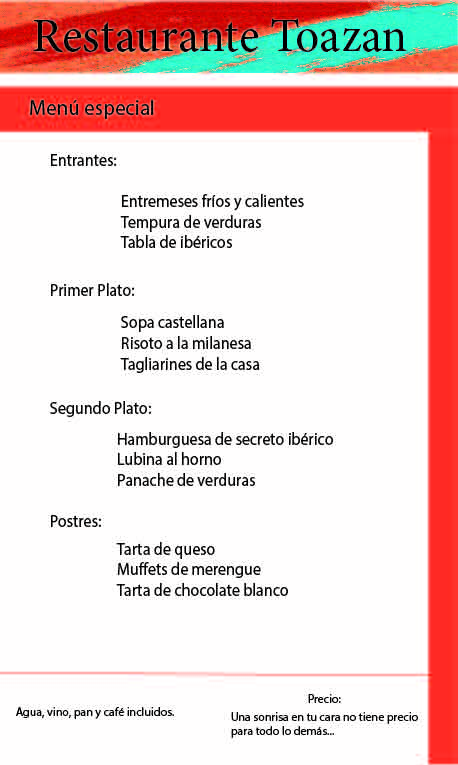 Restaurante Toazan
Menú especial
Entrantes:
Entremeses fríos y calientes
Tempura de verduras
Tabla de ibéricos
Primer Plato:
Sopa castellana
Risoto a la milanesa
Tagliarines de la casa
Segundo Plato:
Hamburguesa de secreto ibérico
Lubina al horno
Panache de verduras
Postres:
Tarta de queso
Muffets de merengue
Tarta de chocolate blanco
Agua, vino, pan y café incluidos.
Precio:
Una sonrisa en tu cara no tiene precio
para todo lo demás...